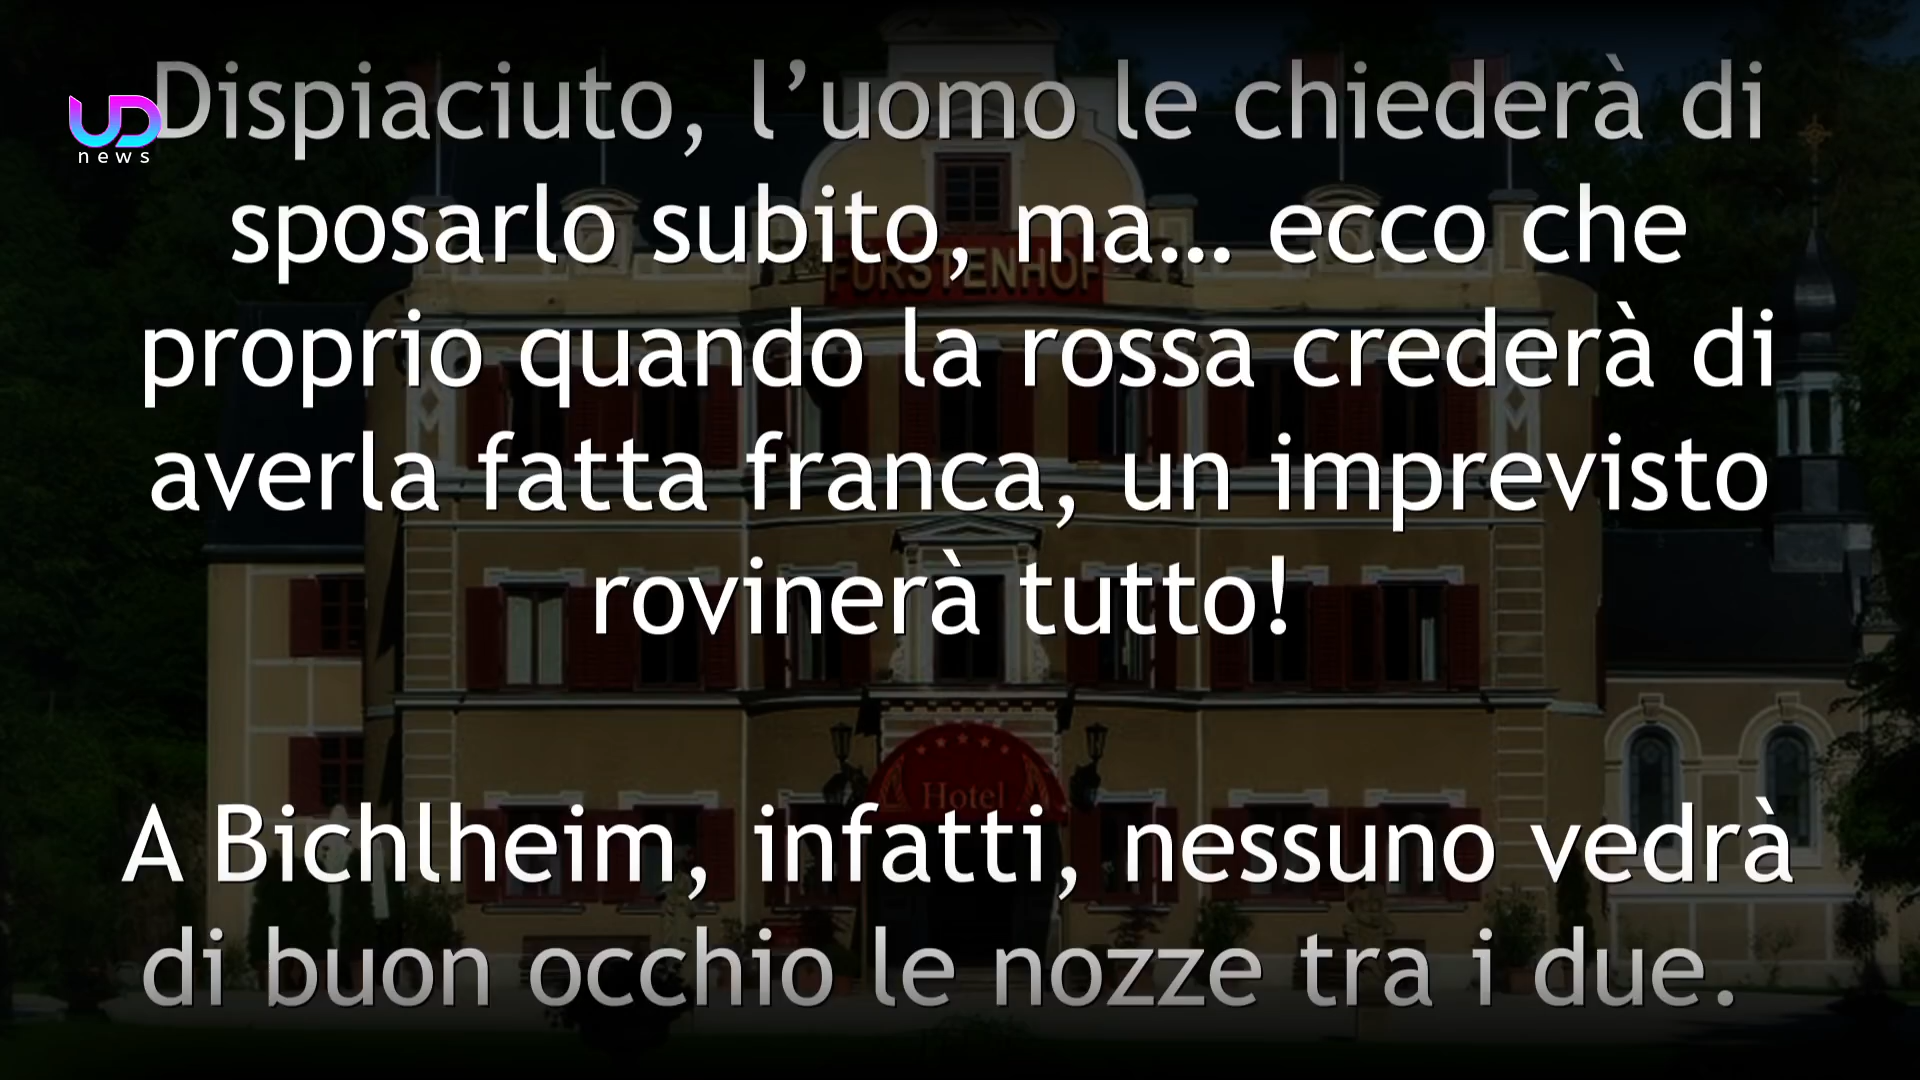 Dispiaciuto, l’uomo le chiederà di
UD
news
sposarlo subito, ma... ecco che
FÜRSTENHOF
proprio quando la rossa crederà di
averla fatta franca, un imprevisto
rovinerà tutto!
Hotel
A Bichlheim, infatti, nessuno vedrà
di buon occhio le nozze tra i due.